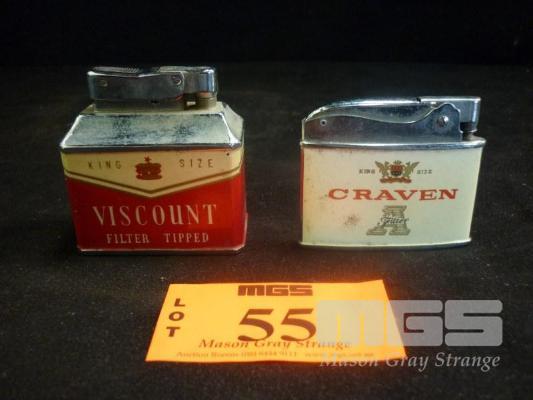 KING SIZE
VISCOUNT
FILTER TIPPED
KING SIZE
CRAVEN
A
Filter
MGS
LOT
55
Mason Gray Strange
MGS
Mason Gray Strange